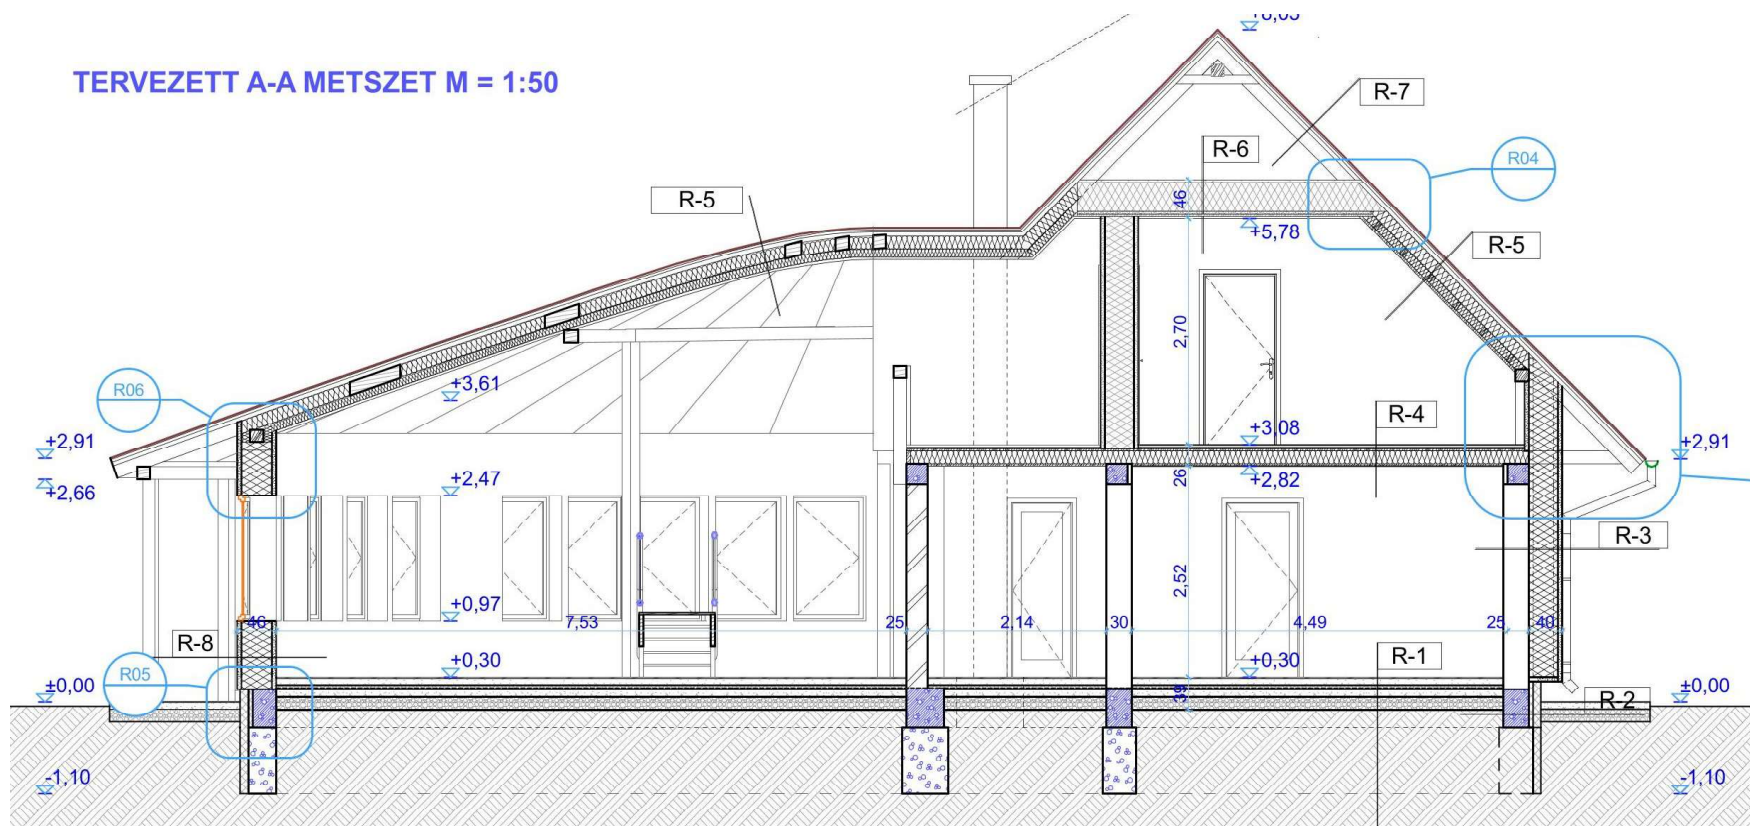 TERVEZETT A-A METSZET M = 1:50
R-7
R-6
R04
R-5
46
+5,78
R-5
2,70
R06
+3,61
R-4
+2,91
+3,08
+2,91
+2,66
+2,47
26
+2,82
R-3
2,52
+0,97
46
7,53
25
2,14
30
4,49
25
40
R-8
R-1
R05
+0,30
+0,30
±0,00
39
±0,00
R-2
-1,10
-1,10